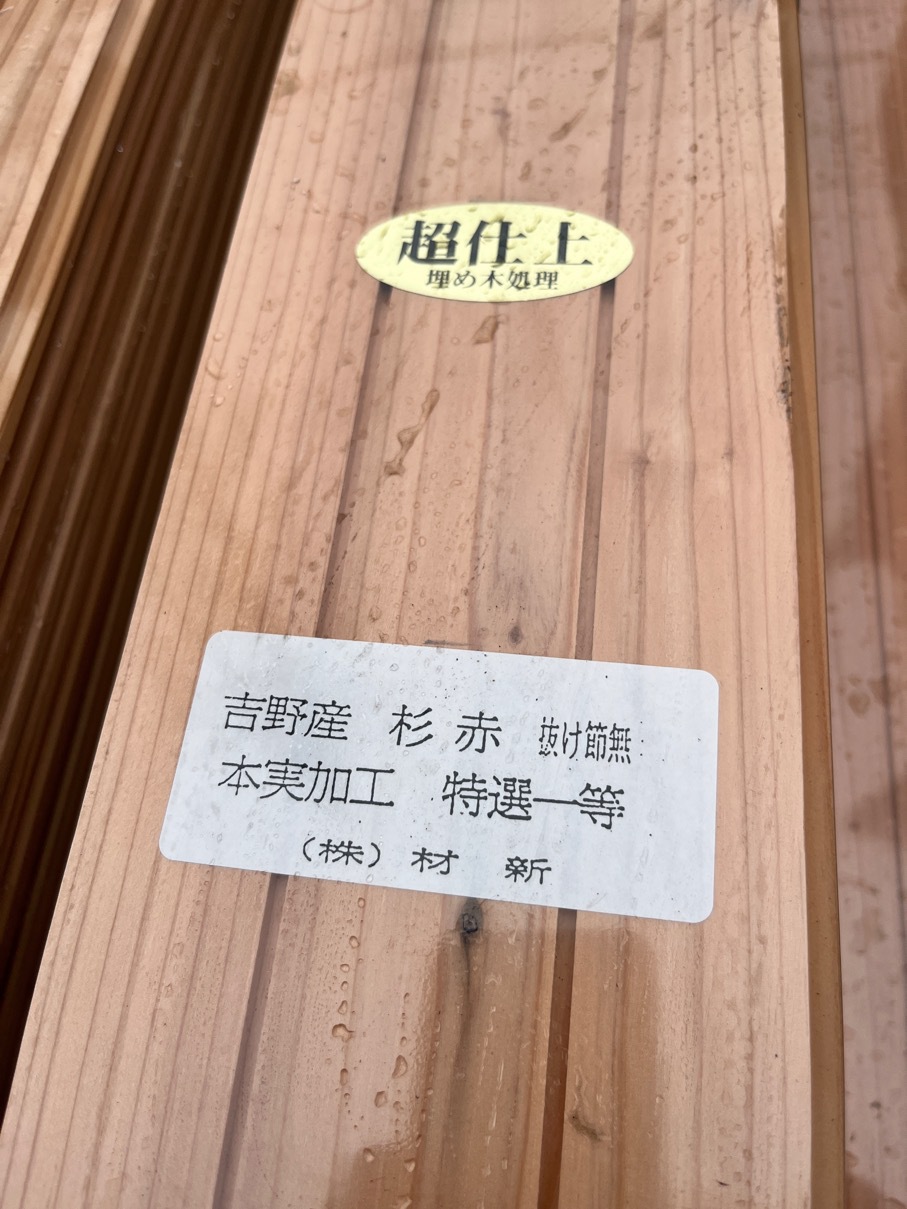 超仕上
埋め木処理
吉野産 杉 赤 抜け節無
本実加工 特選一等
（株） 材 新